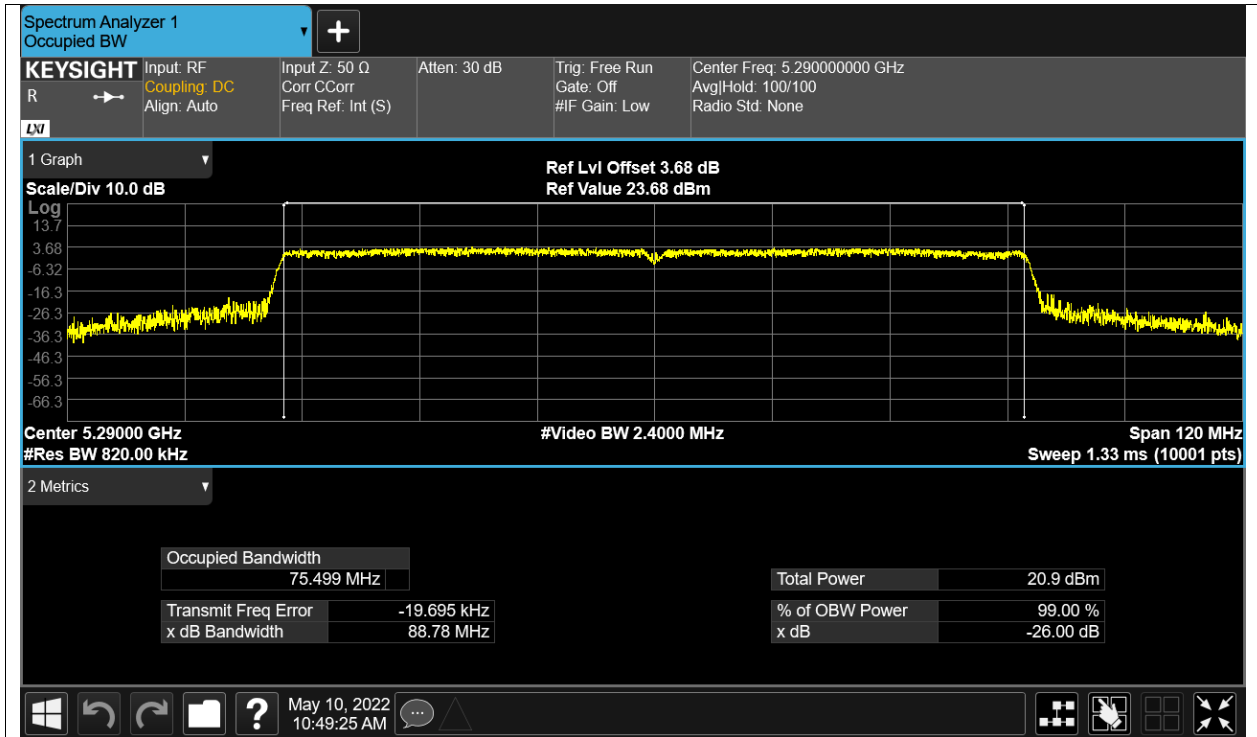 Spectrum Analyzer 1
Occupied BW
▼
+
KEYSIGHT
R
LXI
Input: RF
Coupling: DC
Align: Auto
Input Z: 50 Ω
Corr CCorr
Freq Ref: Int (S)
Atten: 30 dB
Trig: Free Run
Gate: Off
#IF Gain: Low
Center Freq: 5.290000000 GHz
Avg|Hold: 100/100
Radio Std: None
1 Graph
Scale/Div 10.0 dB
Ref Lvl Offset 3.68 dB
Ref Value 23.68 dBm
Log
13.7
3.68
-6.32
-16.3
-26.3
-36.3
-46.3
-56.3
-66.3
Center 5.29000 GHz
#Res BW 820.00 kHz
#Video BW 2.4000 MHz
Span 120 MHz
Sweep 1.33 ms (10001 pts)
2 Metrics
Occupied Bandwidth
75.499 MHz
Transmit Freq Error -19.695 kHz
x dB Bandwidth 88.78 MHz
Total Power 20.9 dBm
% of OBW Power 99.00 %
x dB -26.00 dB
?
May 10, 2022
10:49:25 AM